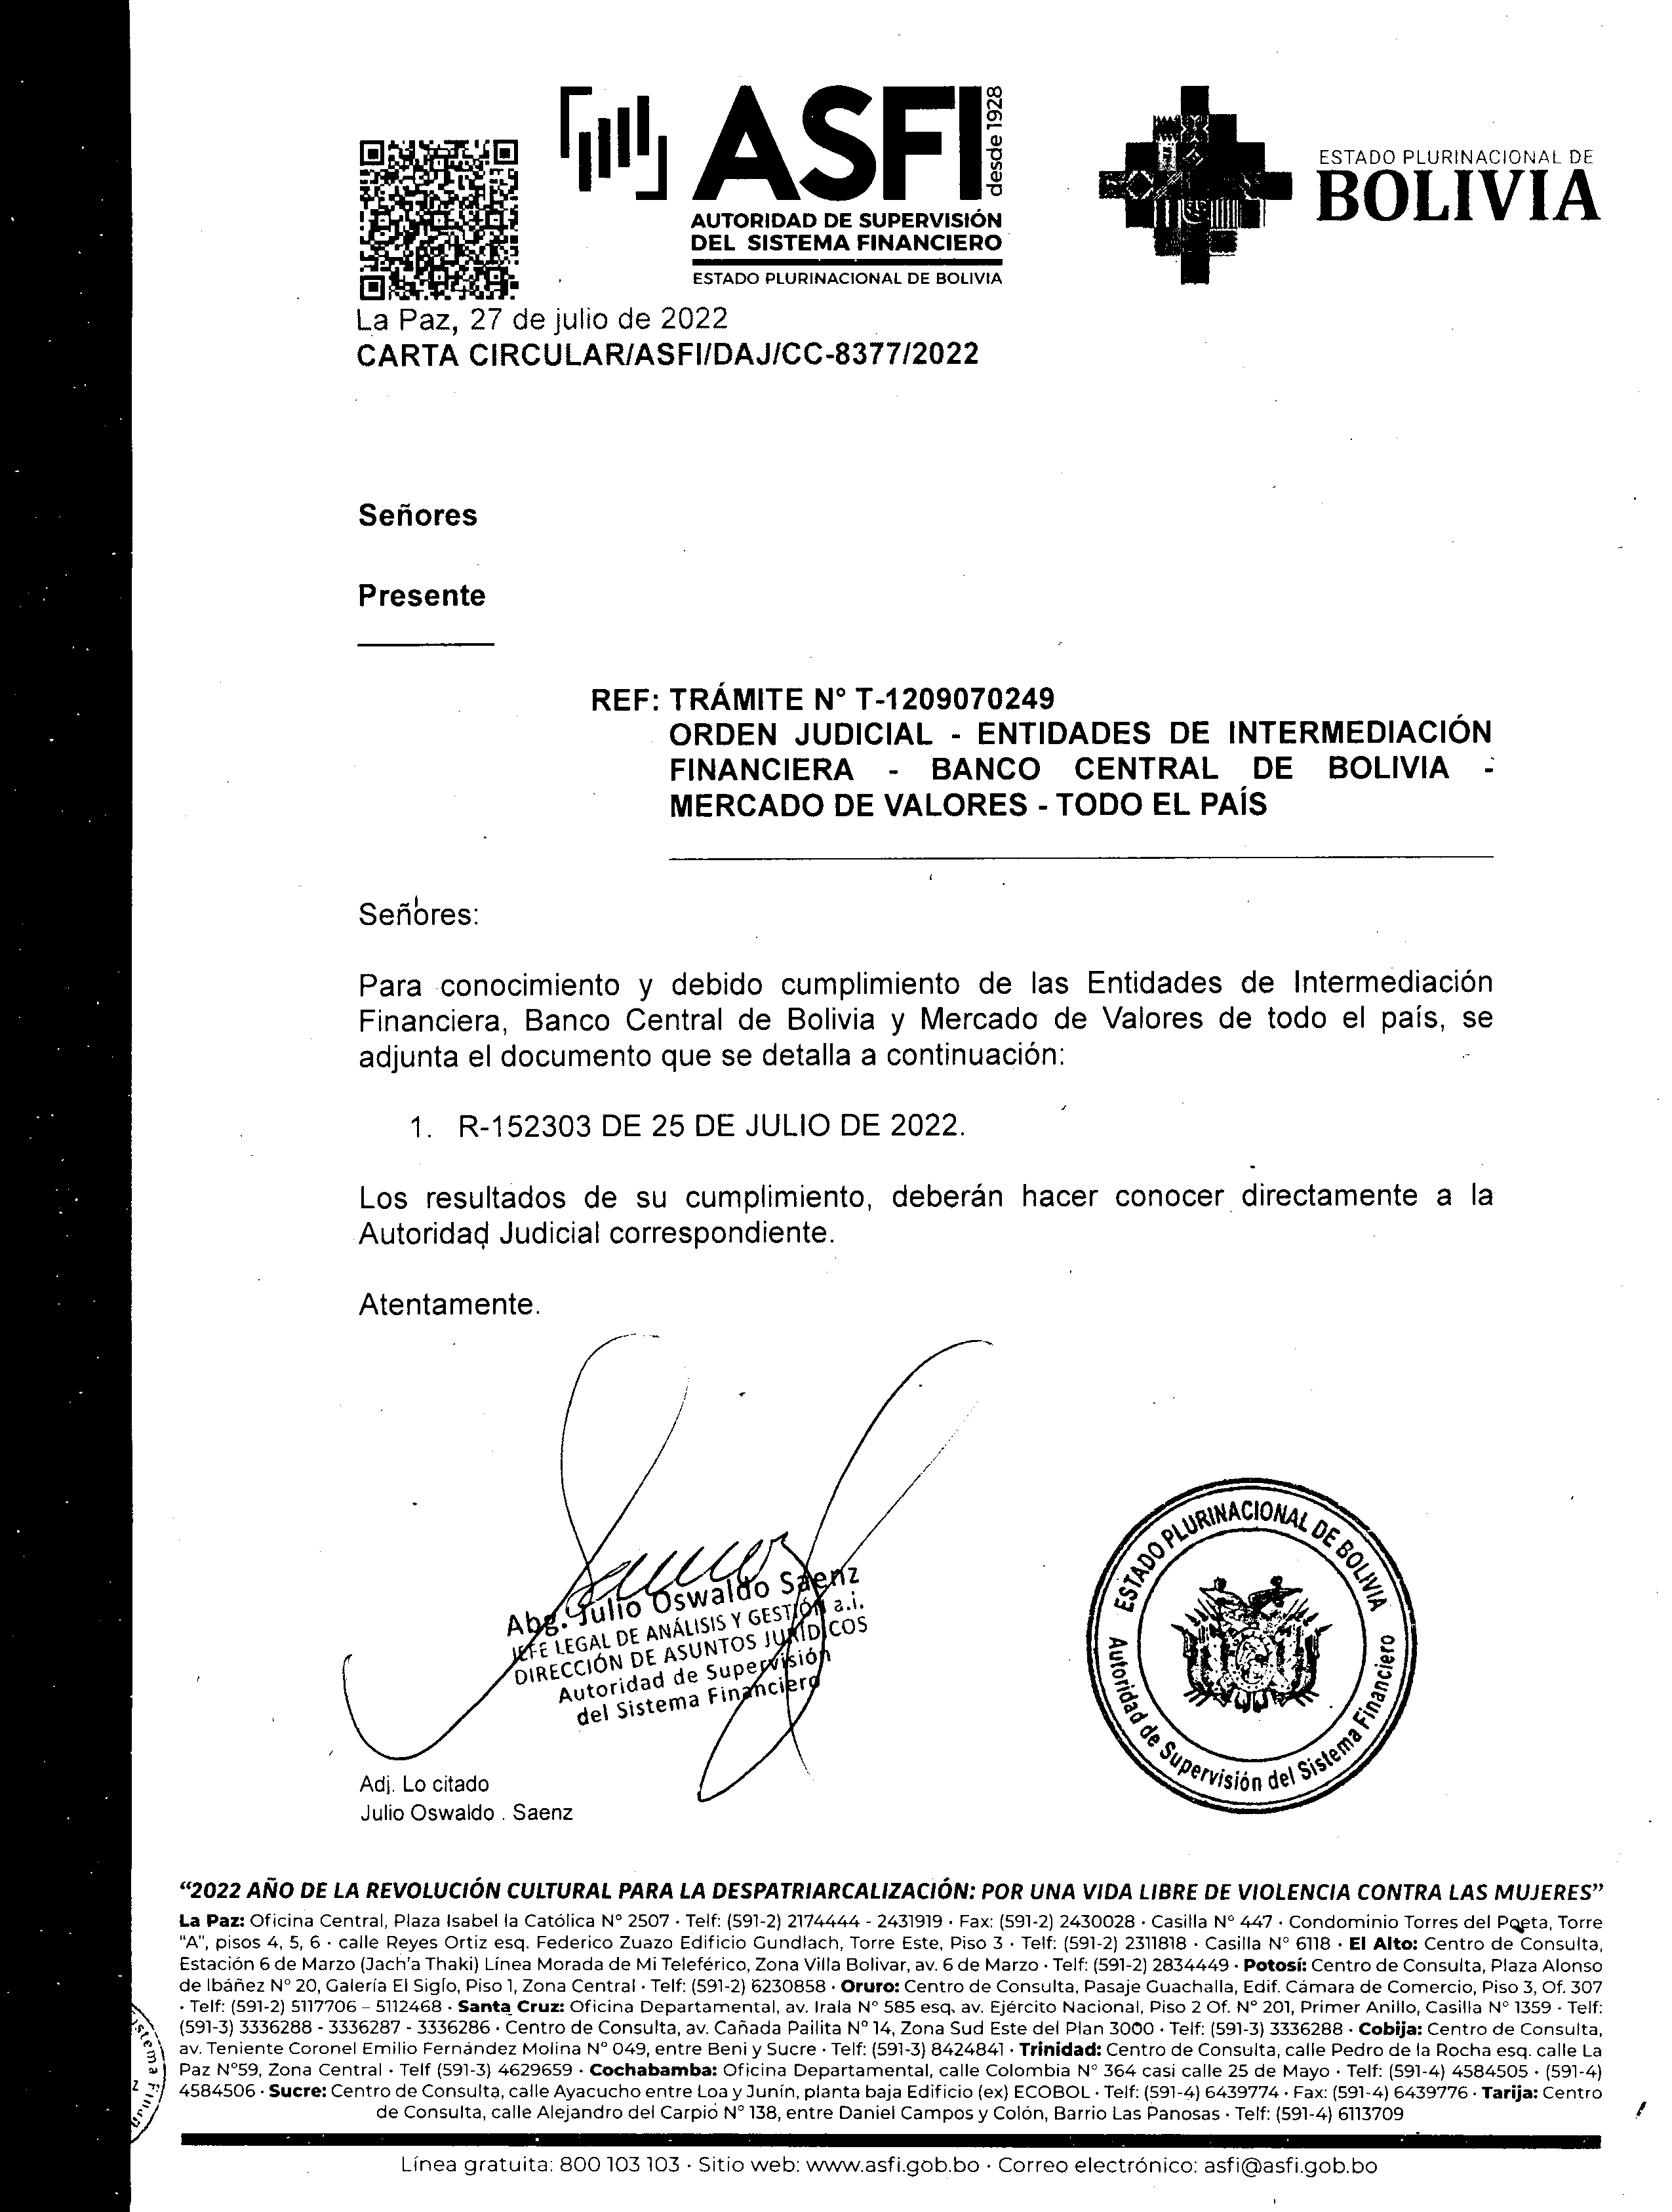 ASFI
desde 1928
AUTORIDAD DE SUPERVISIÓN
DEL SISTEMA FINANCIERO
ESTADO PLURINACIONAL DE BOLIVIA
ESTADO PLURINACIONAL DE
BOLIVIA
La Paz, 27 de julio de 2022
CARTA CIRCULAR/ASFI/DAJ/CC-8377/2022
Señores
Presente
REF: TRÁMITE N° T-1209070249
ORDEN JUDICIAL - ENTIDADES DE INTERMEDIACIÓN
FINANCIERA - BANCO CENTRAL DE BOLIVIA -
MERCADO DE VALORES - TODO EL PAÍS
Señores:
Para conocimiento y debido cumplimiento de las Entidades de Intermediación
Financiera, Banco Central de Bolivia y Mercado de Valores de todo el país, se
adjunta el documento que se detalla a continuación:
1. R-152303 DE 25 DE JULIO DE 2022.
Los resultados de su cumplimiento, deberán hacer conocer directamente a la
Autoridad Judicial correspondiente.
Atentamente.
Abg. Julio Oswaldo Saenz
JEFE LEGAL DE ANÁLISIS Y GESTIÓN a.i.
DIRECCIÓN DE ASUNTOS JURÍDICOS
Autoridad de Supervisión
del Sistema Financiero
ESTADO PLURINACIONAL DE BOLIVIA
Autoridad de Supervisión del Sistema Financiero
Adj. Lo citado
Julio Oswaldo . Saenz
“2022 AÑO DE LA REVOLUCIÓN CULTURAL PARA LA DESPATRIARCALIZACIÓN: POR UNA VIDA LIBRE DE VIOLENCIA CONTRA LAS MUJERES”
La Paz: Oficina Central, Plaza Isabel la Católica N° 2507 · Telf: (591-2) 2174444 - 2431919 · Fax: (591-2) 2430028 · Casilla N° 447 · Condominio Torres del Poeta, Torre
"A", pisos 4, 5, 6 · calle Reyes Ortiz esq. Federico Zuazo Edificio Gundlach, Torre Este, Piso 3 · Telf: (591-2) 2311818 · Casilla N° 6118 · El Alto: Centro de Consulta,
Estación 6 de Marzo (Jach'a Thaki) Línea Morada de Mi Teleférico, Zona Villa Bolivar, av. 6 de Marzo · Telf: (591-2) 2834449 · Potosí: Centro de Consulta, Plaza Alonso
de Ibáñez N° 20, Galería El Siglo, Piso 1, Zona Central · Telf: (591-2) 6230858 · Oruro: Centro de Consulta, Pasaje Guachalla, Edif. Cámara de Comercio, Piso 3, Of. 307
· Telf: (591-2) 5117706 – 5112468 · Santa Cruz: Oficina Departamental, av. Irala N° 585 esq. av. Ejército Nacional, Piso 2 Of. N° 201, Primer Anillo, Casilla N° 1359 · Telf:
(591-3) 3336288 - 3336287 - 3336286 · Centro de Consulta, av. Cañada Pailita N° 14, Zona Sud Este del Plan 3000 · Telf: (591-3) 3336288 · Cobija: Centro de Consulta,
av. Teniente Coronel Emilio Fernández Molina N° 049, entre Beni y Sucre · Telf: (591-3) 8424841 · Trinidad: Centro de Consulta, calle Pedro de la Rocha esq. calle La
Paz N°59, Zona Central · Telf (591-3) 4629659 · Cochabamba: Oficina Departamental, calle Colombia N° 364 casi calle 25 de Mayo · Telf: (591-4) 4584505 · (591-4)
4584506 · Sucre: Centro de Consulta, calle Ayacucho entre Loa y Junín, planta baja Edificio (ex) ECOBOL · Telf: (591-4) 6439774 · Fax: (591-4) 6439776 · Tarija: Centro
de Consulta, calle Alejandro del Carpio N° 138, entre Daniel Campos y Colón, Barrio Las Panosas · Telf: (591-4) 6113709
Línea gratuita: 800 103 103 · Sitio web: www.asfi.gob.bo · Correo electrónico: asfi@asfi.gob.bo